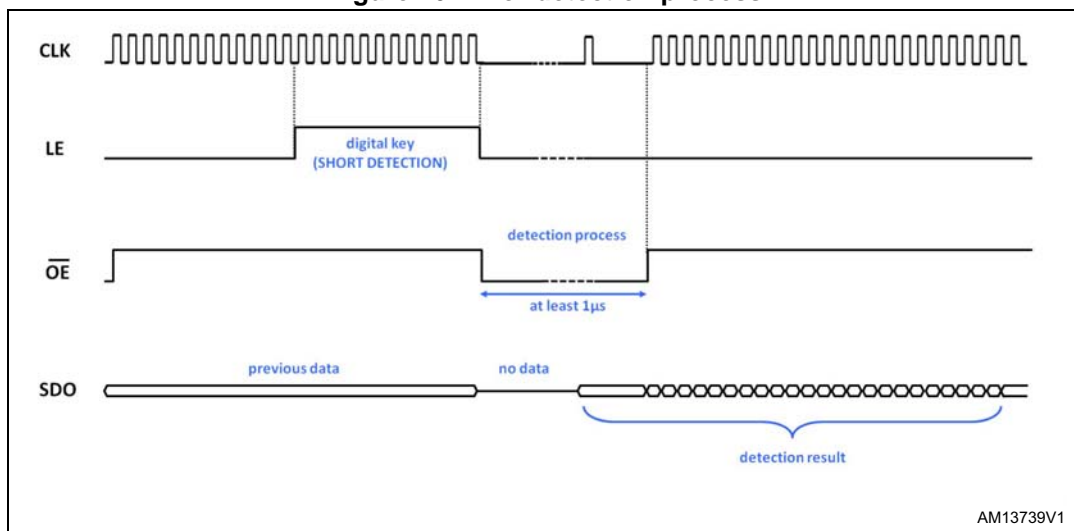 CLK
LE
digital key
(SHORT DETECTION)
detection process
OE
at least 1µs
previous data
no data
SDO
detection result
AM13739V1